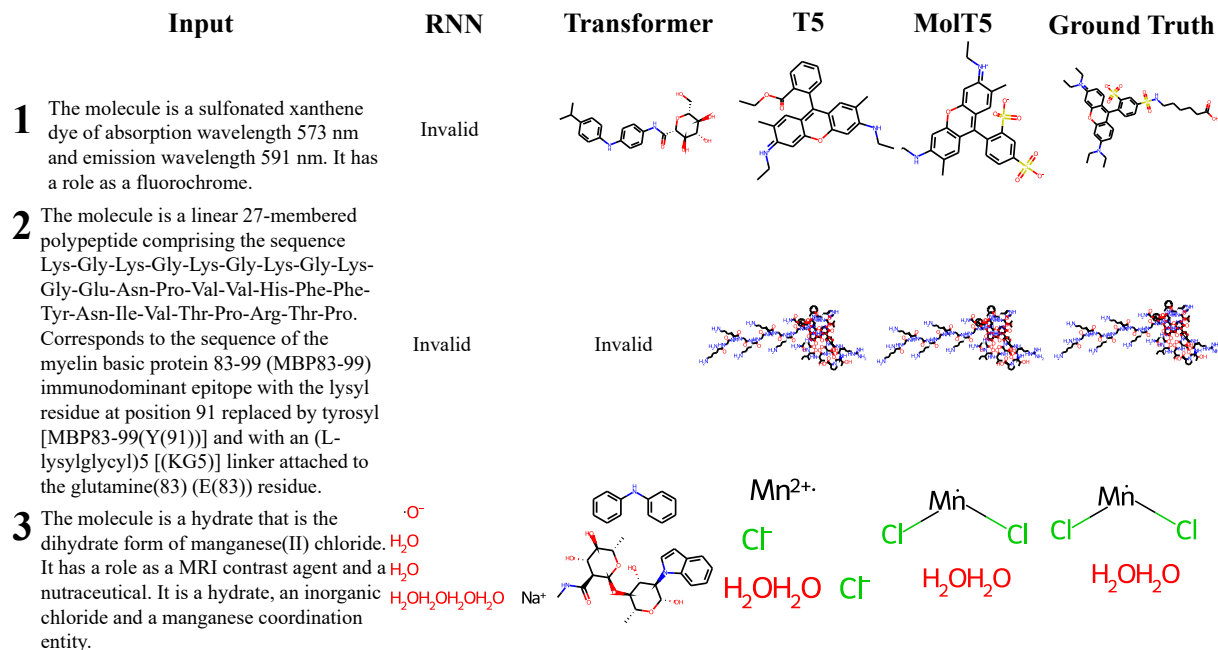 Input RNN Transformer T5 MolT5 Ground Truth
1
The molecule is a sulfonated xanthene
dye of absorption wavelength 573 nm
and emission wavelength 591 nm. It has
a role as a fluorochrome.
Invalid
2
The molecule is a linear 27-membered
polypeptide comprising the sequence
Lys-Gly-Lys-Gly-Lys-Gly-Lys-Gly-Lys-
Gly-Glu-Asn-Pro-Val-Val-His-Phe-Phe-
Tyr-Asn-Ile-Val-Thr-Pro-Arg-Thr-Pro.
Corresponds to the sequence of the
myelin basic protein 83-99 (MBP83-99)
immunodominant epitope with the lysyl
residue at position 91 replaced by tyrosyl
[MBP83-99(Y(91))] and with an (L-
lysylglycyl)5 [(KG5)] linker attached to
the glutamine(83) (E(83)) residue.
Invalid
Invalid
3
The molecule is a hydrate that is the
dihydrate form of manganese(II) chloride.
It has a role as a MRI contrast agent and a
nutraceutical. It is a hydrate, an inorganic
chloride and a manganese coordination
entity.
·O⁻
H₂O
H₂O
H₂OH₂OH₂OH₂O
Na⁺
Mn²⁺·
Cl⁻
H₂OH₂O
Cl⁻
Mn
Cl Cl
H₂OH₂O
Mn
Cl Cl
H₂OH₂O